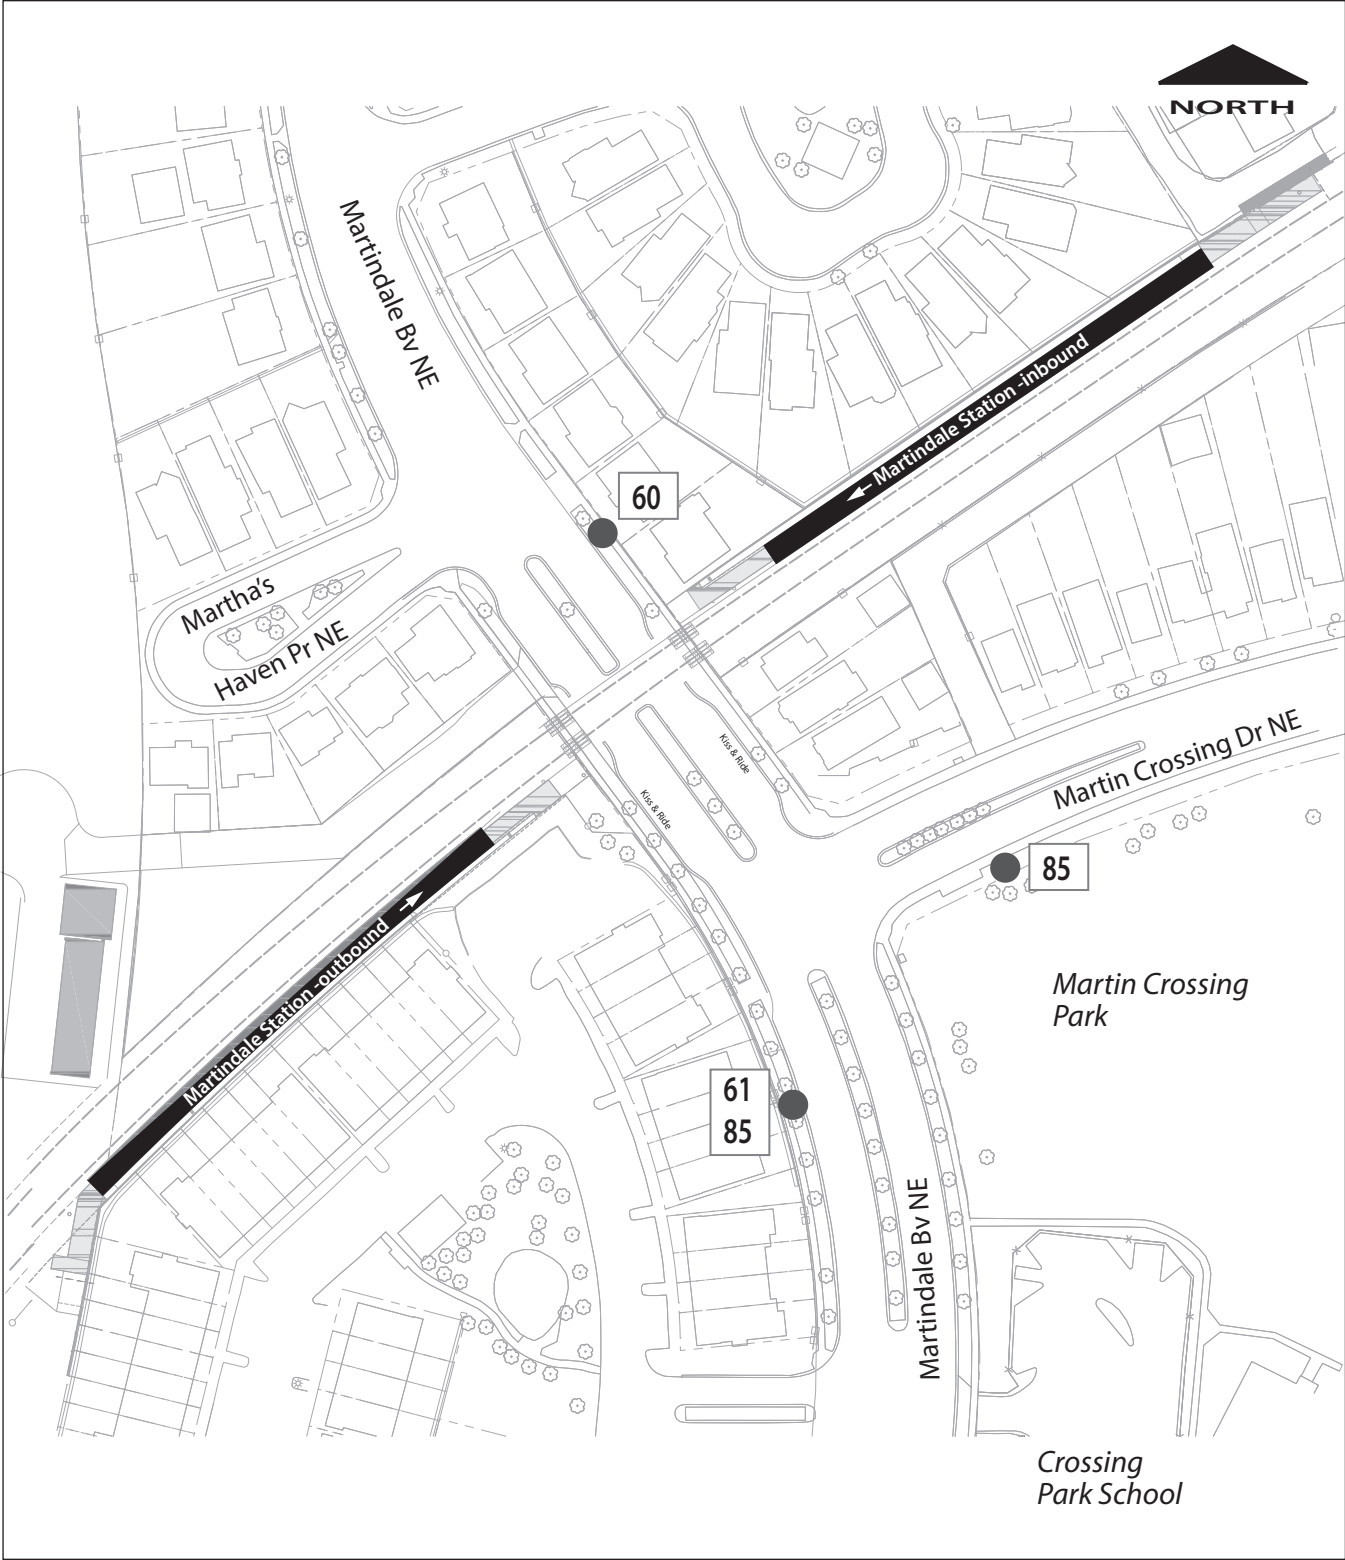 NORTH
Martindale Bv NE
Martindale Station -inbound
60
Martha's
Haven Pr NE
Kiss & Ride
Kiss & Ride
Martin Crossing Dr NE
85
Martindale Station -outbound
Martin Crossing
Park
61
85
Martindale Bv NE
Crossing
Park School